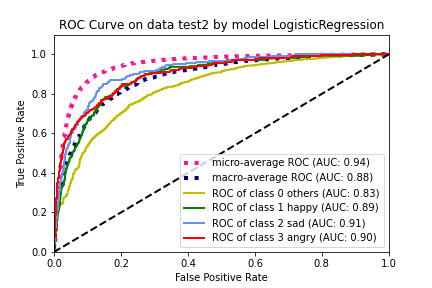 ROC Curve on data test2 by model LogisticRegression
True Positive Rate
1.0
0.8
0.6
0.4
0.2
0.0
micro-average ROC (AUC: 0.94)
macro-average ROC (AUC: 0.88)
ROC of class 0 others (AUC: 0.83)
ROC of class 1 happy (AUC: 0.89)
ROC of class 2 sad (AUC: 0.91)
ROC of class 3 angry (AUC: 0.90)
0.0 0.2 0.4 0.6 0.8 1.0
False Positive Rate